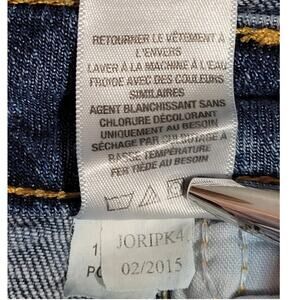 RETOURNER LE VÊTEMENT À
L'ENVERS
LAVER À LA MACHINE À L'EAU
FROIDE AVEC DES COULEURS
SIMILAIRES
AGENT BLANCHISSANT SANS
CHLORURE DÉCOLORANT
UNIQUEMENT AU BESOIN
SÉCHAGE PAR CULBUTAGE À
BASSE TEMPÉRATURE
FER TIÈDE AU BESOIN
JORIPK4
02/2015